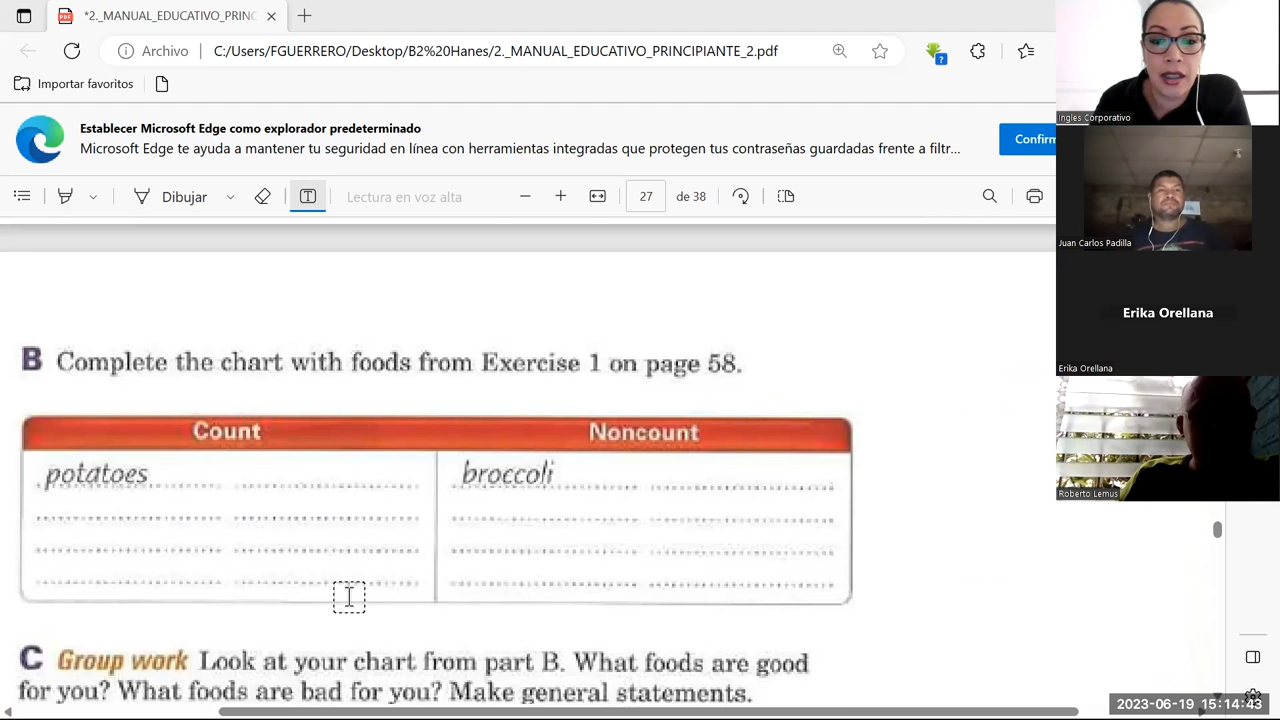 *2._MANUAL_EDUCATIVO_PRINC
Archivo
C:/Users/FGUERRERO/Desktop/B2%20Hanes/2._MANUAL_EDUCATIVO_PRINCIPIANTE_2.pdf
Importar favoritos
Establecer Microsoft Edge como explorador predeterminado
Microsoft Edge te ayuda a mantener tu seguridad en línea con herramientas integradas que protegen tus contraseñas guardadas frente a filtr...
Confirm
Dibujar
Lectura en voz alta
27 de 38
B Complete the chart with foods from Exercise 1 on page 58.
Count Noncount
potatoes broccoli
C Group work Look at your chart from part B. What foods are good
for you? What foods are bad for you? Make general statements.
Ingles Corporativo
Juan Carlos Padilla
Erika Orellana
Erika Orellana
Roberto Lemus
2023-06-19 15:14:43